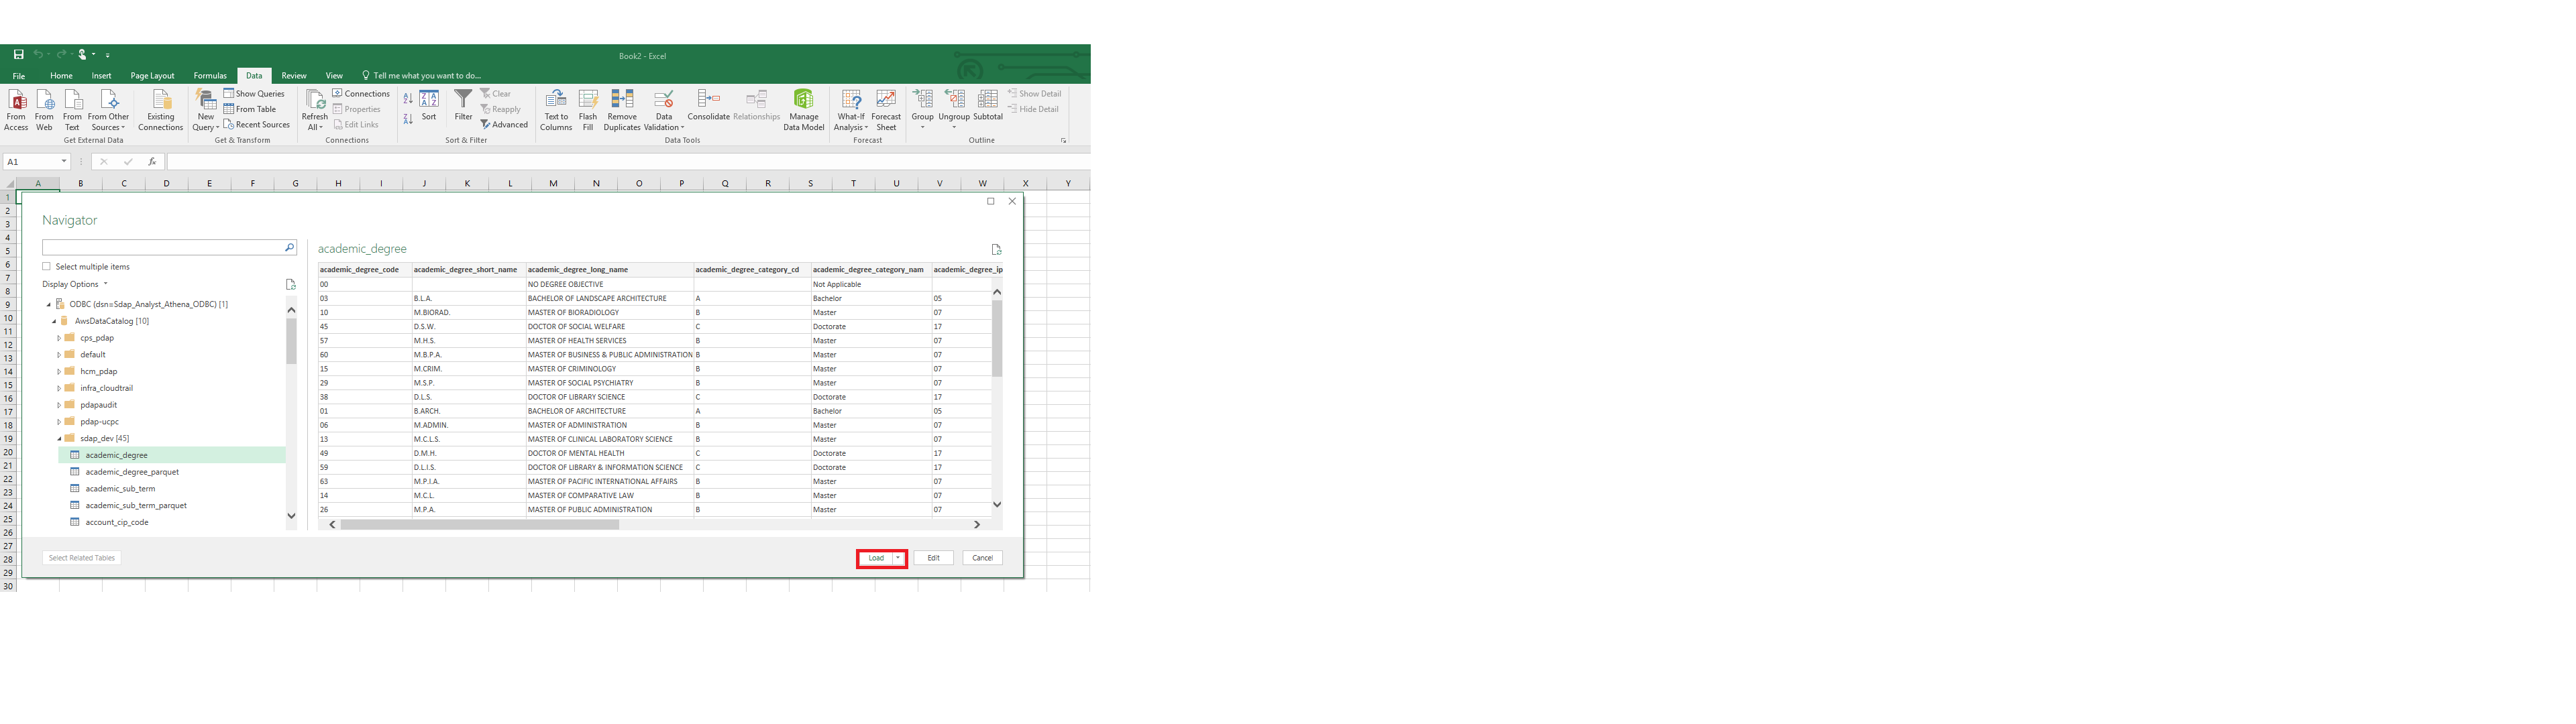 Book2 - Excel
File Home Insert Page Layout Formulas Data Review View Tell me what you want to do...
From Access From Web From Text From Other Sources Existing Connections New Query Show Queries From Table Recent Sources Refresh All Connections Properties Edit Links Sort Filter Clear Reapply Advanced Text to Columns Flash Fill Remove Duplicates Data Validation Consolidate Relationships Manage Data Model What-If Analysis Forecast Sheet Group Ungroup Subtotal Show Detail Hide Detail
Get External Data Get & Transform Connections Sort & Filter Data Tools Forecast Outline
A1 fx
A B C D E F G H I J K L M N O P Q R S T U V W X Y
1
2
3
4
5
6
7
8
9
10
11
12
13
14
15
16
17
18
19
20
21
22
23
24
25
26
27
28
29
30
Navigator
Select multiple items
Display Options
ODBC (dsn=Sdap_Analyst_Athena_ODBC) [1]
AwsDataCatalog [10]
cps_pdap
default
hcm_pdap
infra_cloudtrail
pdapaudit
pdap-ucpc
sdap_dev [45]
academic_degree
academic_degree_parquet
academic_sub_term
academic_sub_term_parquet
account_cip_code
academic_degree
academic_degree_code academic_degree_short_name academic_degree_long_name academic_degree_category_cd academic_degree_category_nam academic_degree_ip
00 NO DEGREE OBJECTIVE Not Applicable
03 B.L.A. BACHELOR OF LANDSCAPE ARCHITECTURE A Bachelor 05
10 M.BIORAD. MASTER OF BIORADIOLOGY B Master 07
45 D.S.W. DOCTOR OF SOCIAL WELFARE C Doctorate 17
57 M.H.S. MASTER OF HEALTH SERVICES B Master 07
60 M.B.P.A. MASTER OF BUSINESS & PUBLIC ADMINISTRATION B Master 07
15 M.CRIM. MASTER OF CRIMINOLOGY B Master 07
29 M.S.P. MASTER OF SOCIAL PSYCHIATRY B Master 07
38 D.L.S. DOCTOR OF LIBRARY SCIENCE C Doctorate 17
01 B.ARCH. BACHELOR OF ARCHITECTURE A Bachelor 05
06 M.ADMIN. MASTER OF ADMINISTRATION B Master 07
13 M.C.L.S. MASTER OF CLINICAL LABORATORY SCIENCE B Master 07
49 D.M.H. DOCTOR OF MENTAL HEALTH C Doctorate 17
59 D.L.I.S. DOCTOR OF LIBRARY & INFORMATION SCIENCE C Doctorate 17
63 M.P.I.A. MASTER OF PACIFIC INTERNATIONAL AFFAIRS B Master 07
14 M.C.L. MASTER OF COMPARATIVE LAW B Master 07
26 M.P.A. MASTER OF PUBLIC ADMINISTRATION B Master 07
Select Related Tables Load Edit Cancel